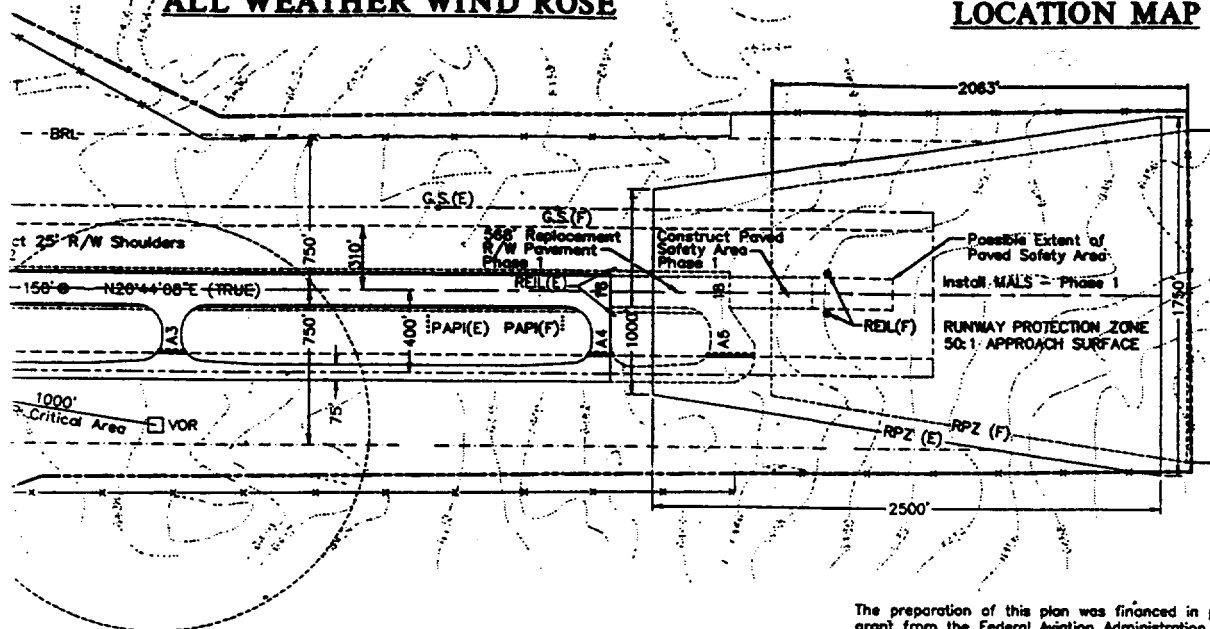 ALL WEATHER WIND ROSE
LOCATION MAP
2063'
BRL
G.S.(E)
G.S.(F)
ct 25' R/W Shoulders
750'
310'
Replacement
R/W Pavement
Phase 1
Construct Paved
Safety Area
Phase 1
Possible Extent of
Paved Safety Area
150'
N20°44'08"E (TRUE)
REIL(E)
18
18
Install MALS - Phase 1
1750'
750'
400'
A3
PAPI(E) PAPI(F)
A4
1000'
A5
REIL(F)
RUNWAY PROTECTION ZONE
50:1 APPROACH SURFACE
75'
1000'
Critical Area
VOR
RPZ (E)
RPZ (F)
2500'
The preparation of this plan was financed in p
grant from the Federal Aviation Administration